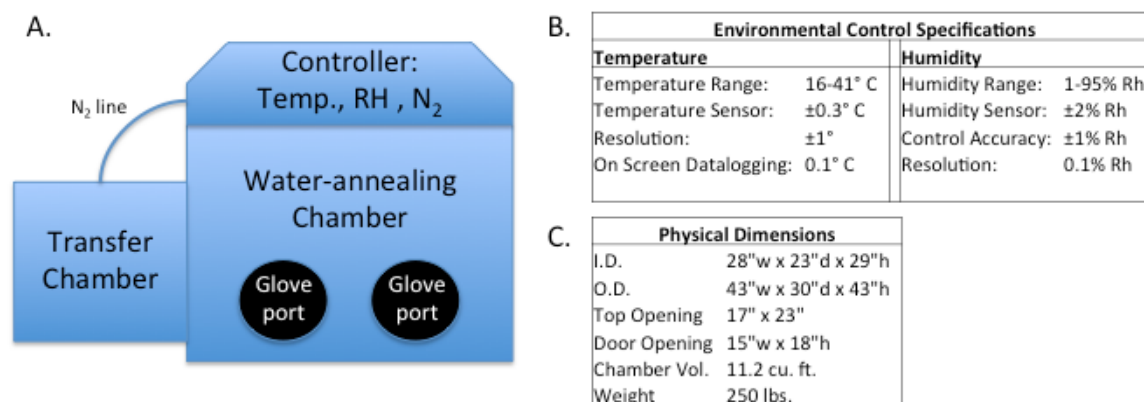 A.
Controller:
Temp., RH , N₂
N₂ line
Water-annealing
Chamber
Transfer
Chamber
Glove
port
Glove
port
B.
Environmental Control Specifications
Temperature Humidity
Temperature Range: 16-41° C Humidity Range: 1-95% Rh
Temperature Sensor: ±0.3° C Humidity Sensor: ±2% Rh
Resolution: ±1° Control Accuracy: ±1% Rh
On Screen Datalogging: 0.1° C Resolution: 0.1% Rh
C.
Physical Dimensions
I.D. 28"w x 23"d x 29"h
O.D. 43"w x 30"d x 43"h
Top Opening 17" x 23"
Door Opening 15"w x 18"h
Chamber Vol. 11.2 cu. ft.
Weight 250 lbs.